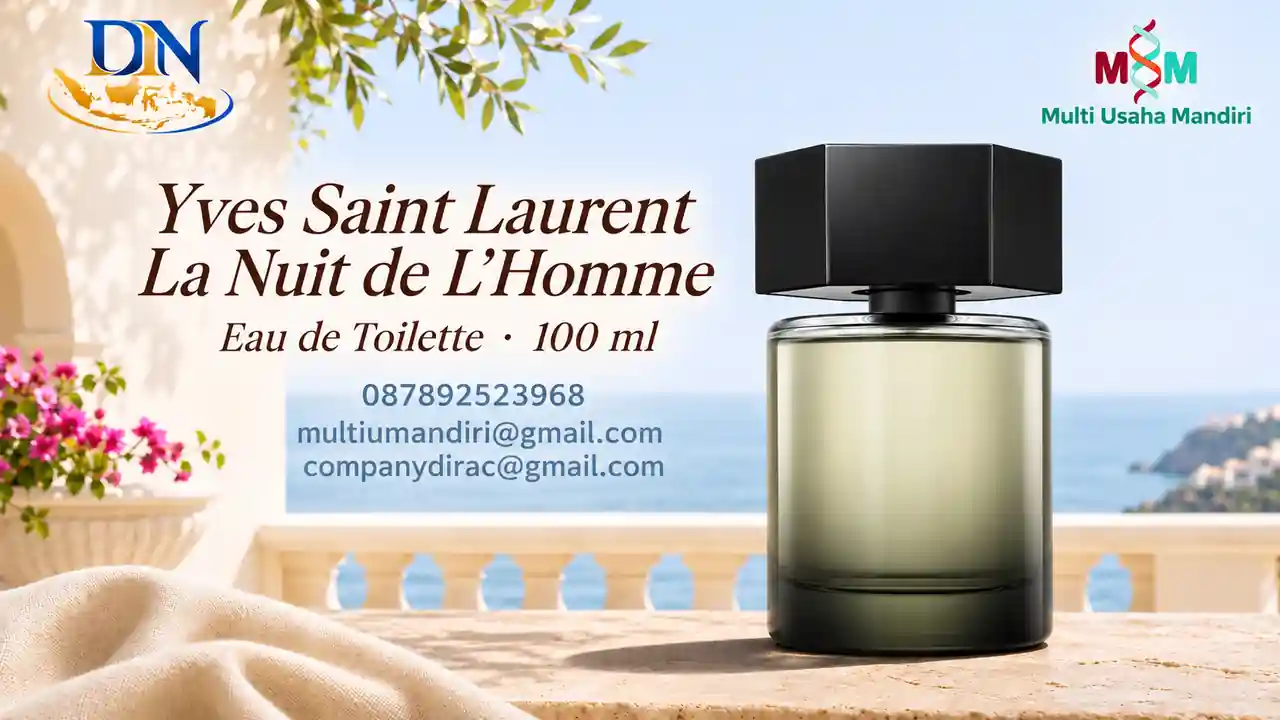 DN
MSM
Multi Usaha Mandiri
Yves Saint Laurent
La Nuit de L'Homme
Eau de Toilette · 100 ml
087892523968
multiumandiri@gmail.com
companydirac@gmail.com